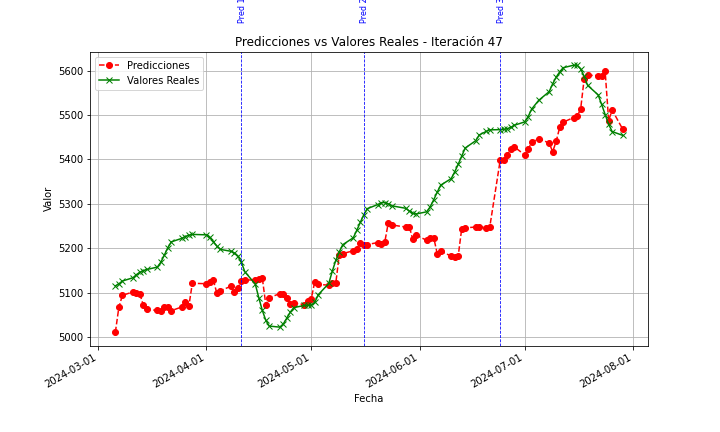 Pred 1
Pred 2
Pred 3
Predicciones vs Valores Reales - Iteración 47
Predicciones
Valores Reales
Valor
5600
5500
5400
5300
5200
5100
5000
2024-03-01
2024-04-01
2024-05-01
2024-06-01
2024-07-01
2024-08-01
Fecha